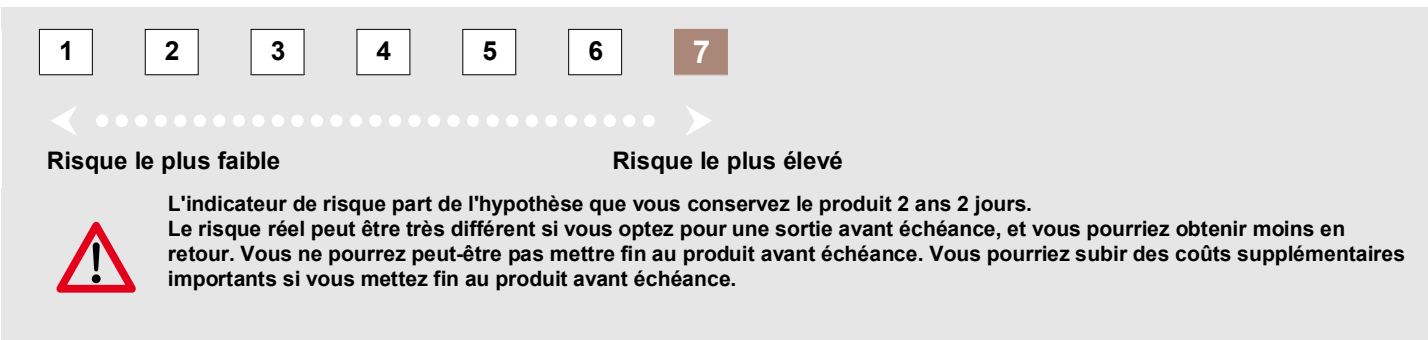 1 2 3 4 5 6 7
Risque le plus faible Risque le plus élevé
L'indicateur de risque part de l'hypothèse que vous conservez le produit 2 ans 2 jours.
Le risque réel peut être très différent si vous optez pour une sortie avant échéance, et vous pourriez obtenir moins en
retour. Vous ne pourrez peut-être pas mettre fin au produit avant échéance. Vous pourriez subir des coûts supplémentaires
importants si vous mettez fin au produit avant échéance.